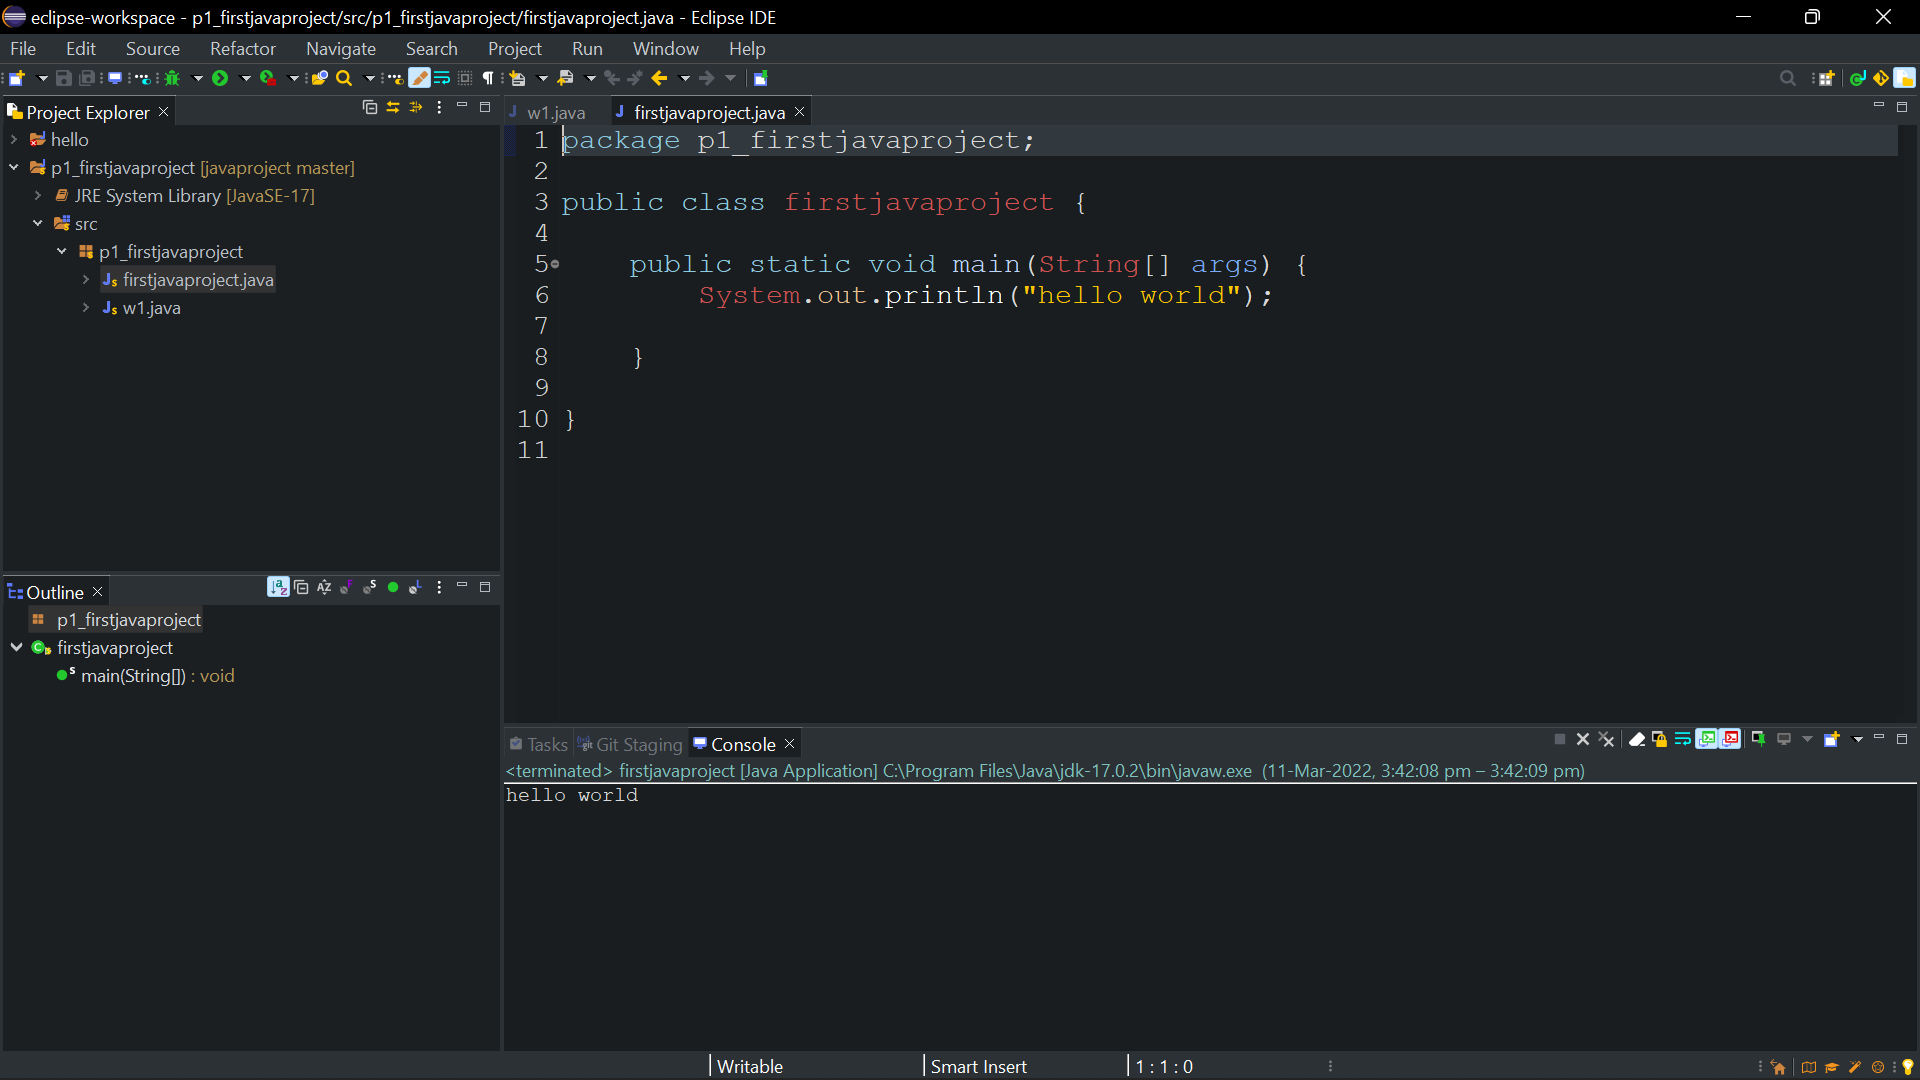 eclipse-workspace - p1_firstjavaproject/src/p1_firstjavaproject/firstjavaproject.java - Eclipse IDE
File Edit Source Refactor Navigate Search Project Run Window Help
Project Explorer
hello
p1_firstjavaproject [javaproject master]
JRE System Library [JavaSE-17]
src
p1_firstjavaproject
firstjavaproject.java
w1.java
Outline
p1_firstjavaproject
firstjavaproject
main(String[]) : void
w1.java firstjavaproject.java
1 package p1_firstjavaproject;
2
3 public class firstjavaproject {
4
5 public static void main(String[] args) {
6 System.out.println("hello world");
7
8 }
9
10 }
11
Tasks Git Staging Console
<terminated> firstjavaproject [Java Application] C:\Program Files\Java\jdk-17.0.2\bin\javaw.exe (11-Mar-2022, 3:42:08 pm – 3:42:09 pm)
hello world
Writable Smart Insert 1 : 1 : 0